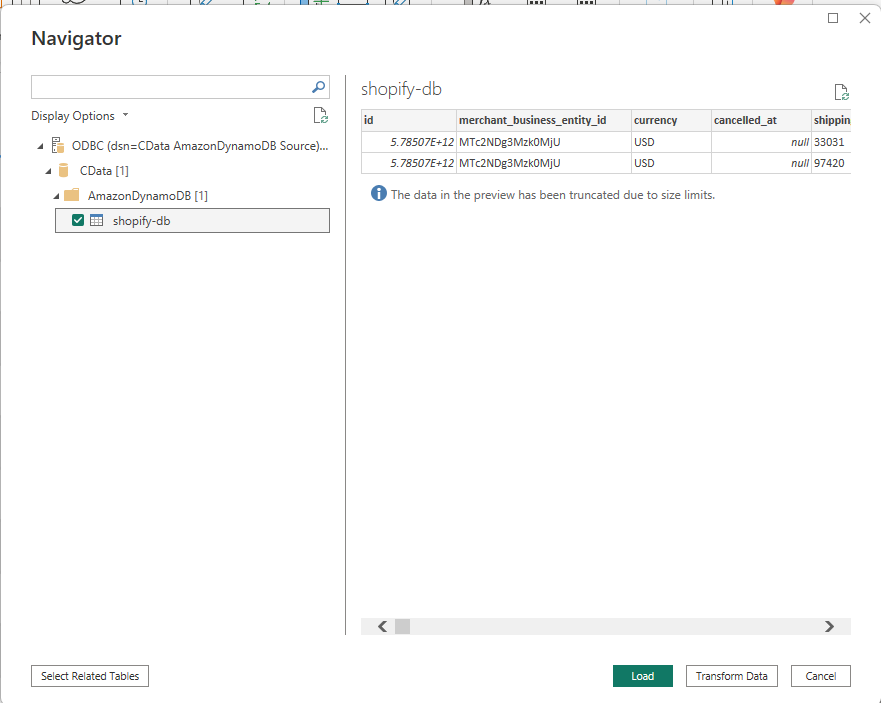 Navigator
Display Options
ODBC (dsn=CData AmazonDynamoDB Source)...
CData [1]
AmazonDynamoDB [1]
shopify-db
shopify-db
id merchant_business_entity_id currency cancelled_at shippin
5.78507E+12 MTc2NDg3Mzk0MjU USD null 33031
5.78507E+12 MTc2NDg3Mzk0MjU USD null 97420
The data in the preview has been truncated due to size limits.
Select Related Tables
Load
Transform Data
Cancel